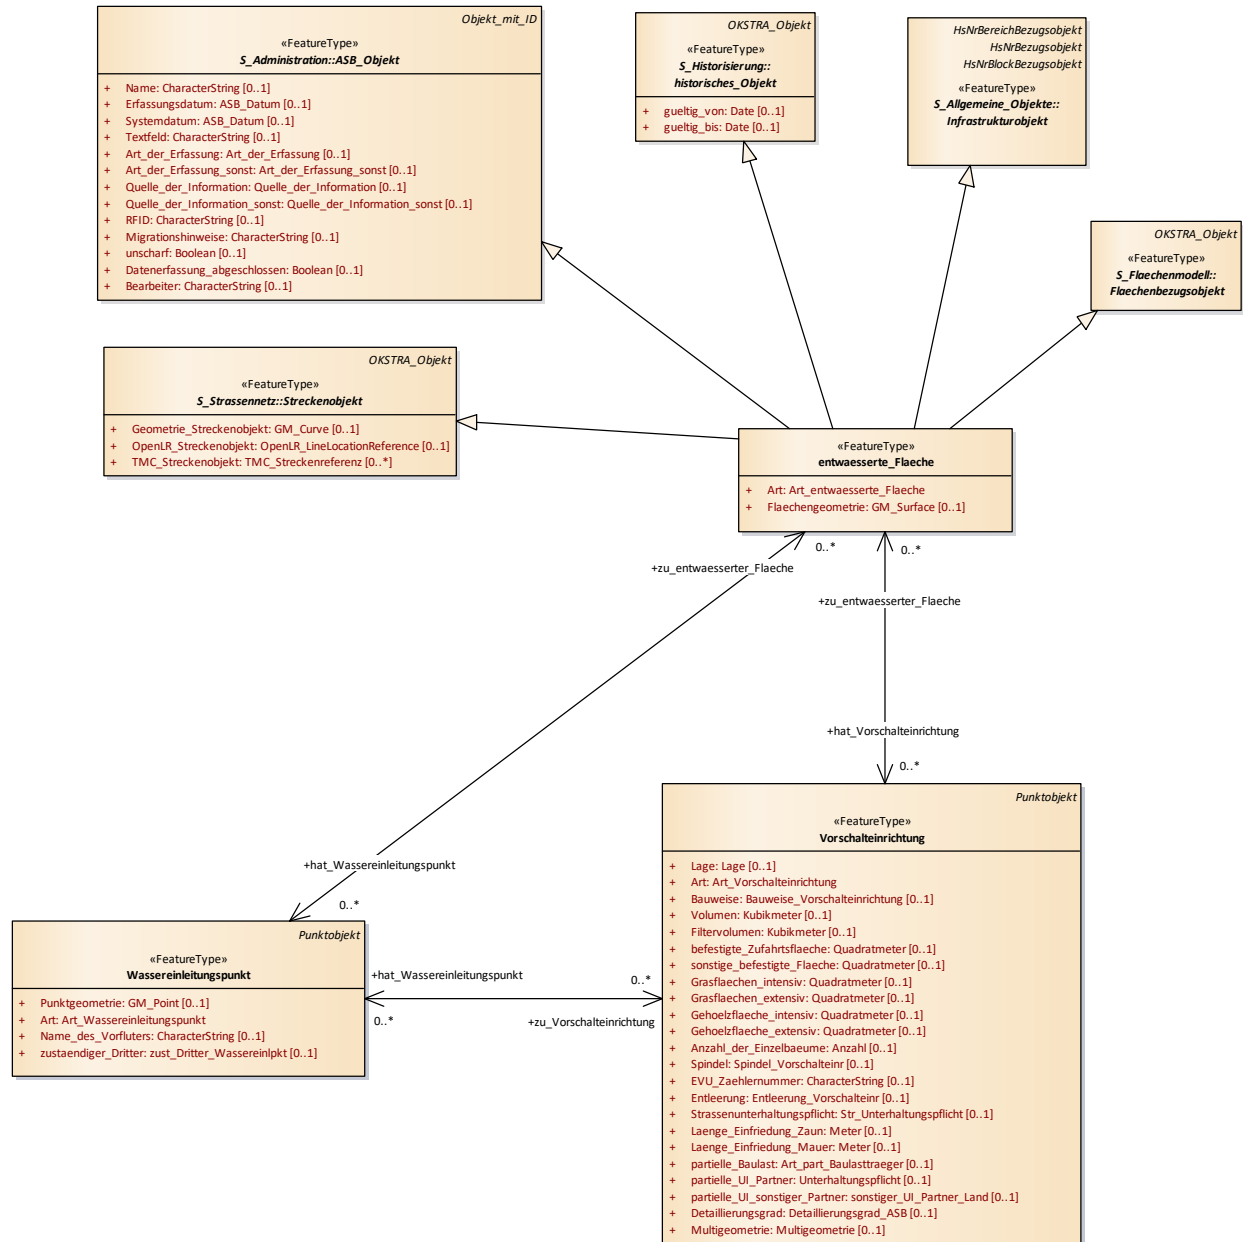 Objekt_mit_ID
«FeatureType»
S_Administration::ASB_Objekt
+ Name: CharacterString [0..1]
+ Erfassungsdatum: ASB_Datum [0..1]
+ Systemdatum: ASB_Datum [0..1]
+ Textfeld: CharacterString [0..1]
+ Art_der_Erfassung: Art_der_Erfassung [0..1]
+ Art_der_Erfassung_sonst: Art_der_Erfassung_sonst [0..1]
+ Quelle_der_Information: Quelle_der_Information [0..1]
+ Quelle_der_Information_sonst: Quelle_der_Information_sonst [0..1]
+ RFID: CharacterString [0..1]
+ Migrationshinweise: CharacterString [0..1]
+ unscharf: Boolean [0..1]
+ Datenerfassung_abgeschlossen: Boolean [0..1]
+ Bearbeiter: CharacterString [0..1]
OKSTRA_Objekt
«FeatureType»
S_Historisierung::
historisches_Objekt
+ gueltig_von: Date [0..1]
+ gueltig_bis: Date [0..1]
HsNrBereichBezugsobjekt
HsNrBezugsobjekt
HsNrBlockBezugsobjekt
«FeatureType»
S_Allgemeine_Objekte::
Infrastrukturobjekt
OKSTRA_Objekt
«FeatureType»
S_Flaechenmodell::
Flaechenbezugsobjekt
OKSTRA_Objekt
«FeatureType»
S_Strassennetz::Streckenobjekt
+ Geometrie_Streckenobjekt: GM_Curve [0..1]
+ OpenLR_Streckenobjekt: OpenLR_LineLocationReference [0..1]
+ TMC_Streckenobjekt: TMC_Streckenreferenz [0..*]
«FeatureType»
entwaesserte_Flaeche
+ Art: Art_entwaesserte_Flaeche
+ Flaechengeometrie: GM_Surface [0..1]
0..*
0..*
+zu_entwaesserter_Flaeche
+zu_entwaesserter_Flaeche
+hat_Vorschalteinrichtung
0..*
+hat_Wassereinleitungspunkt
0..*
Punktobjekt
«FeatureType»
Wassereinleitungspunkt
+ Punktgeometrie: GM_Point [0..1]
+ Art: Art_Wassereinleitungspunkt
+ Name_des_Vorfluters: CharacterString [0..1]
+ zustaendiger_Dritter: zust_Dritter_Wassereinlpkt [0..1]
+hat_Wassereinleitungspunkt
0..*
0..*
+zu_Vorschalteinrichtung
Punktobjekt
«FeatureType»
Vorschalteinrichtung
+ Lage: Lage [0..1]
+ Art: Art_Vorschalteinrichtung
+ Bauweise: Bauweise_Vorschalteinrichtung [0..1]
+ Volumen: Kubikmeter [0..1]
+ Filtervolumen: Kubikmeter [0..1]
+ befestigte_Zufahrtsflaeche: Quadratmeter [0..1]
+ sonstige_befestigte_Flaeche: Quadratmeter [0..1]
+ Grasflaechen_intensiv: Quadratmeter [0..1]
+ Grasflaechen_extensiv: Quadratmeter [0..1]
+ Gehoelzflaeche_intensiv: Quadratmeter [0..1]
+ Gehoelzflaeche_extensiv: Quadratmeter [0..1]
+ Anzahl_der_Einzelbaeume: Anzahl [0..1]
+ Spindel: Spindel_Vorschalteinr [0..1]
+ EVU_Zaehlernummer: CharacterString [0..1]
+ Entleerung: Entleerung_Vorschalteinr [0..1]
+ Strassenunterhaltungspflicht: Str_Unterhaltungspflicht [0..1]
+ Laenge_Einfriedung_Zaun: Meter [0..1]
+ Laenge_Einfriedung_Mauer: Meter [0..1]
+ partielle_Baulast: Art_part_Baulasttraeger [0..1]
+ partielle_UI_Partner: Unterhaltungspflicht [0..1]
+ partielle_UI_sonstiger_Partner: sonstiger_UI_Partner_Land [0..1]
+ Detaillierungsgrad: Detaillierungsgrad_ASB [0..1]
+ Multigeometrie: Multigeometrie [0..1]